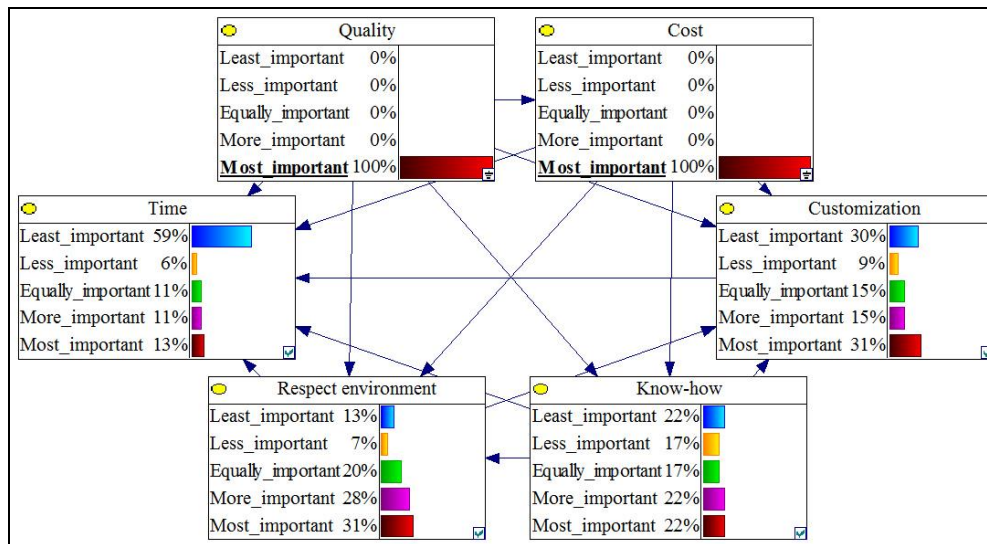 Quality
Least_important 0%
Less_important 0%
Equally_important 0%
More_important 0%
Most_important 100%
Cost
Least_important 0%
Less_important 0%
Equally_important 0%
More_important 0%
Most_important 100%
Time
Least_important 59%
Less_important 6%
Equally_important 11%
More_important 11%
Most_important 13%
Customization
Least_important 30%
Less_important 9%
Equally_important 15%
More_important 15%
Most_important 31%
Respect environment
Least_important 13%
Less_important 7%
Equally_important 20%
More_important 28%
Most_important 31%
Know-how
Least_important 22%
Less_important 17%
Equally_important 17%
More_important 22%
Most_important 22%